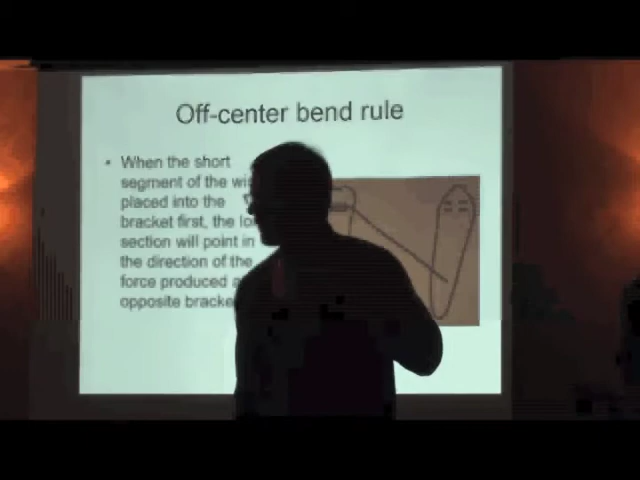 Off-center bend rule
• When the short
segment of the
placed into the
bracket first, the
section will point in
the direction of the
force produced
opposite